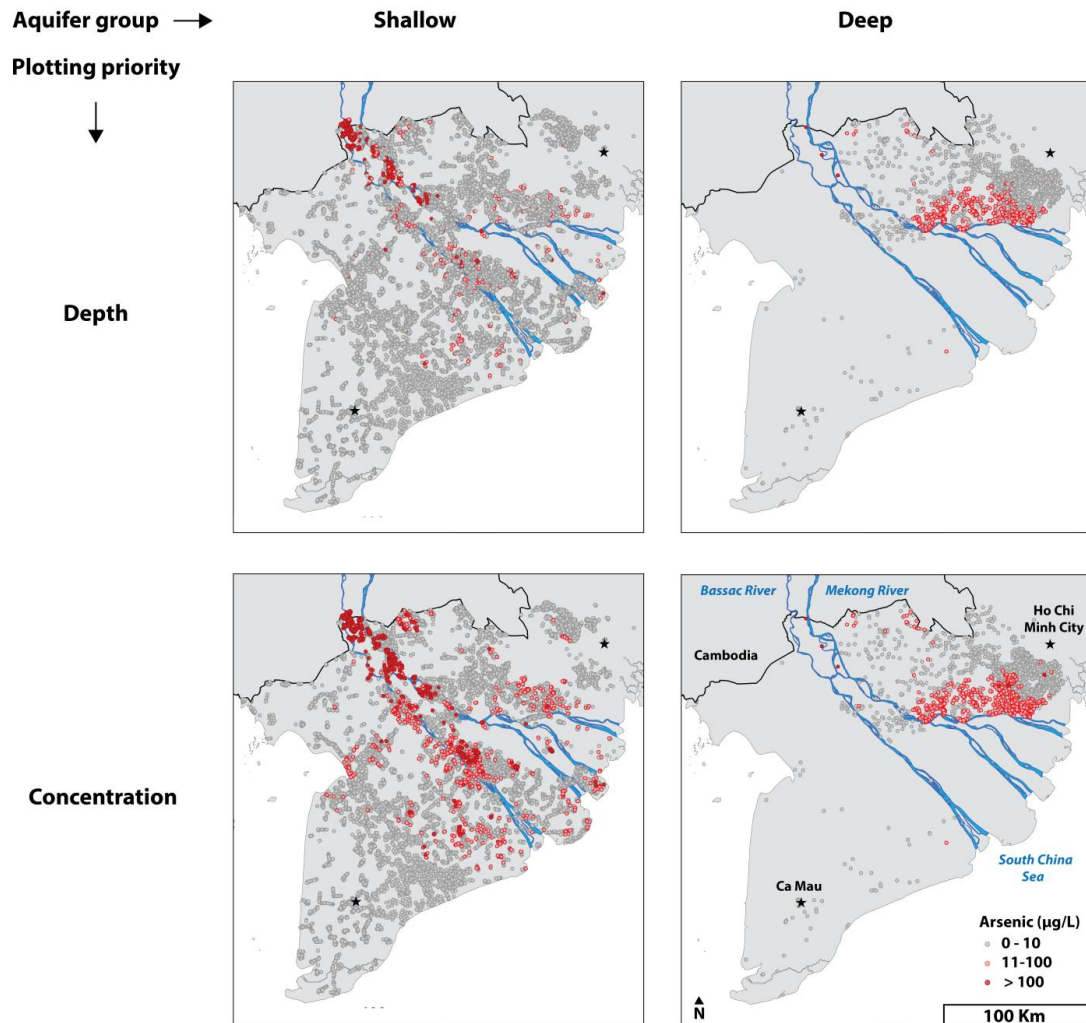 Aquifer group
Shallow
Deep
Plotting priority
Depth
Concentration
Bassac River
Mekong River
Ho Chi
Minh City
Cambodia
South China
Sea
Ca Mau
Arsenic (µg/L)
0 - 10
11-100
> 100
N
100 Km